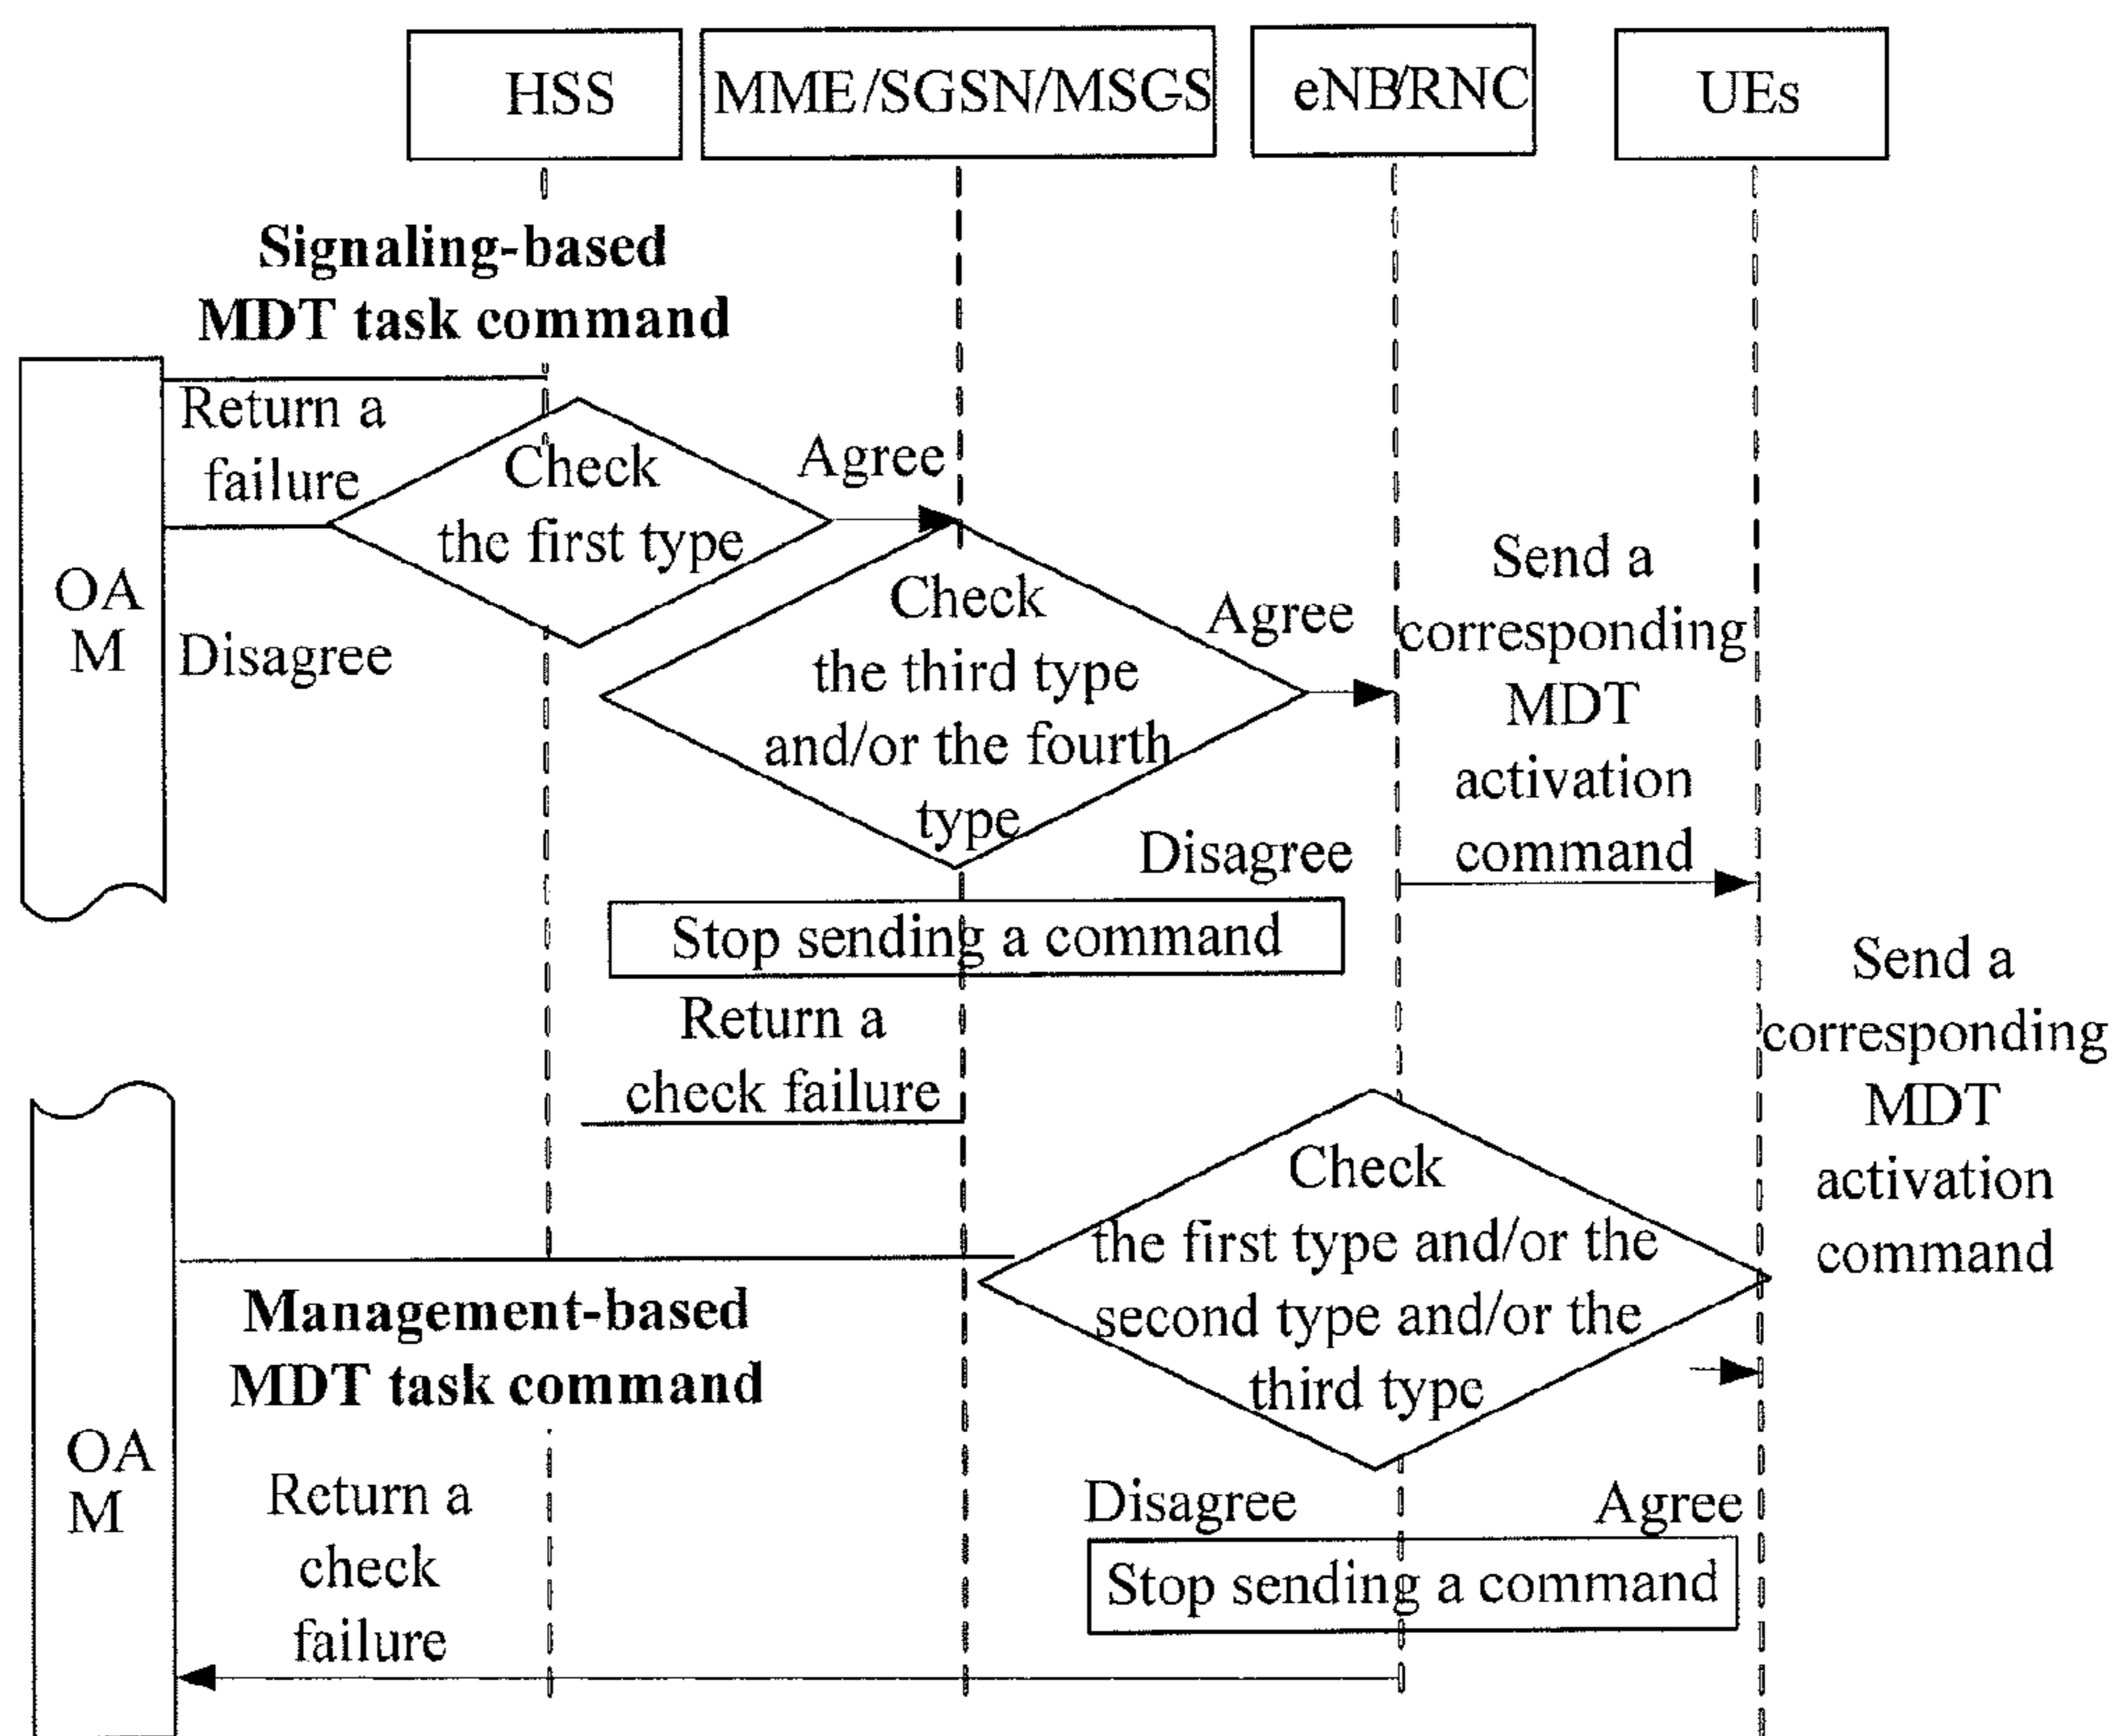 HSS
MME/SGSN/MSCS
eNB/RNC
UEs
Signaling-based
MDT task command
Return a
failure
Check
the first type
Agree
OA
M
Disagree
Check
the third type
and/or the fourth
type
Agree
Disagree
Send a
corresponding
MDT
activation
command
Stop sending a command
Return a
check failure
Send a
corresponding
MDT
activation
command
Check
the first type and/or the
second type and/or the
third type
Management-based
MDT task command
OA
M
Return a
check
failure
Disagree
Agree
Stop sending a command